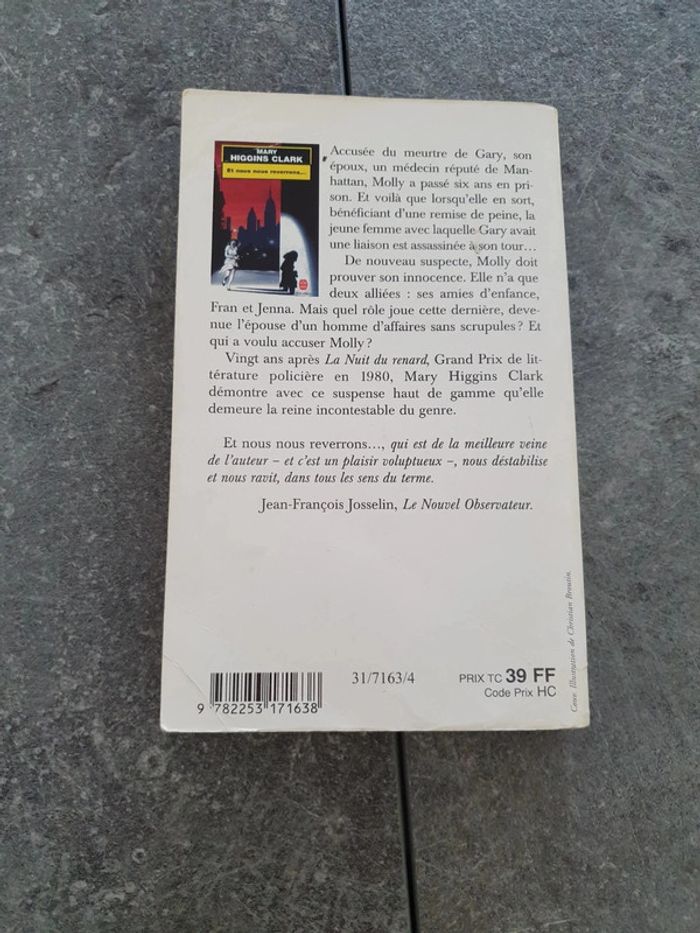 MARY
HIGGINS CLARK
Et nous nous reverrons...
Accusée du meurtre de Gary, son
époux, un médecin réputé de Man-
hattan, Molly a passé six ans en pri-
son. Et voilà que lorsqu'elle en sort,
bénéficiant d'une remise de peine, la
jeune femme avec laquelle Gary avait
une liaison est assassinée à son tour…
De nouveau suspecte, Molly doit
prouver son innocence. Elle n'a que
deux alliées : ses amies d'enfance,
Fran et Jenna. Mais quel rôle joue cette dernière, deve-
nue l'épouse d'un homme d'affaires sans scrupules ? Et
qui a voulu accuser Molly ?
Vingt ans après La Nuit du renard, Grand Prix de lit-
térature policière en 1980, Mary Higgins Clark
démontre avec ce suspense haut de gamme qu'elle
demeure la reine incontestable du genre.
Et nous nous reverrons…, qui est de la meilleure veine
de l'auteur – et c'est un plaisir voluptueux –, nous déstabilise
et nous ravit, dans tous les sens du terme.
Jean-François Josselin, Le Nouvel Observateur.
Couv. Illustration de Christian Broutin.
31/7163/4
PRIX TC 39 FF
Code Prix HC
9 782253 171638